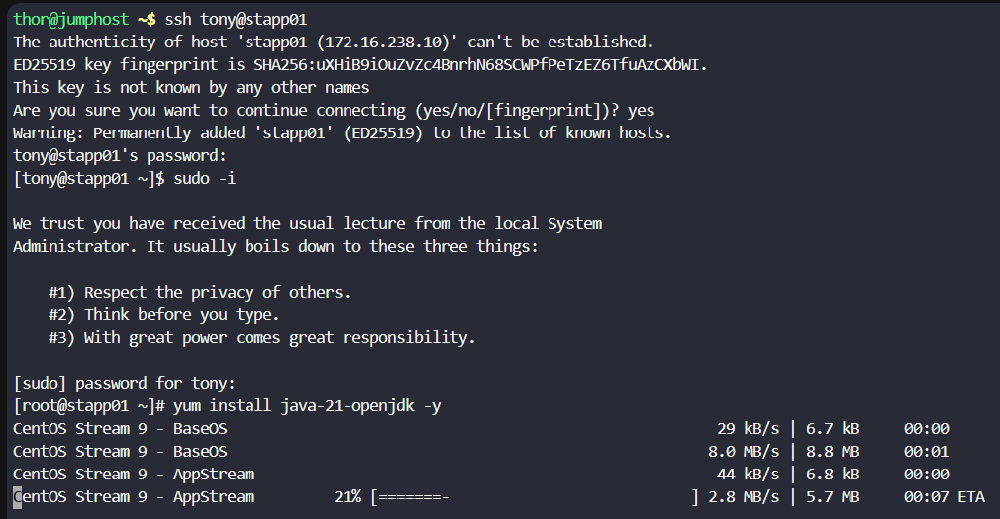 thor@jumphost ~$ ssh tony@stapp01
The authenticity of host 'stapp01 (172.16.238.10)' can't be established.
ED25519 key fingerprint is SHA256:uXHiB9iOuZvZc4BnrhN68SCWPfPeTzEZ6TfuAzCXbWI.
This key is not known by any other names
Are you sure you want to continue connecting (yes/no/[fingerprint])? yes
Warning: Permanently added 'stapp01' (ED25519) to the list of known hosts.
tony@stapp01's password:
[tony@stapp01 ~]$ sudo -i
We trust you have received the usual lecture from the local System
Administrator. It usually boils down to these three things:
#1) Respect the privacy of others.
#2) Think before you type.
#3) With great power comes great responsibility.
[sudo] password for tony:
[root@stapp01 ~]# yum install java-21-openjdk -y
CentOS Stream 9 - BaseOS 29 kB/s | 6.7 kB 00:00
CentOS Stream 9 - BaseOS 8.0 MB/s | 8.8 MB 00:01
CentOS Stream 9 - AppStream 44 kB/s | 6.8 kB 00:00
CentOS Stream 9 - AppStream 21% [=======- ] 2.8 MB/s | 5.7 MB 00:07 ETA